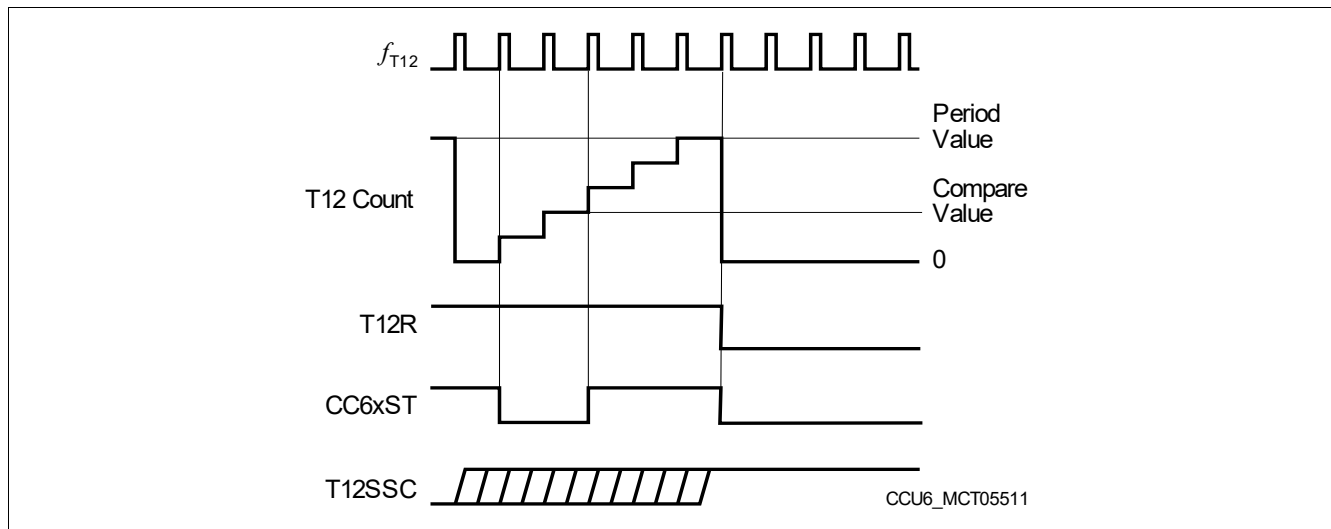 fT12
Period
Value
T12 Count
Compare
Value
0
T12R
CC6xST
T12SSC
CCU6_MCT05511